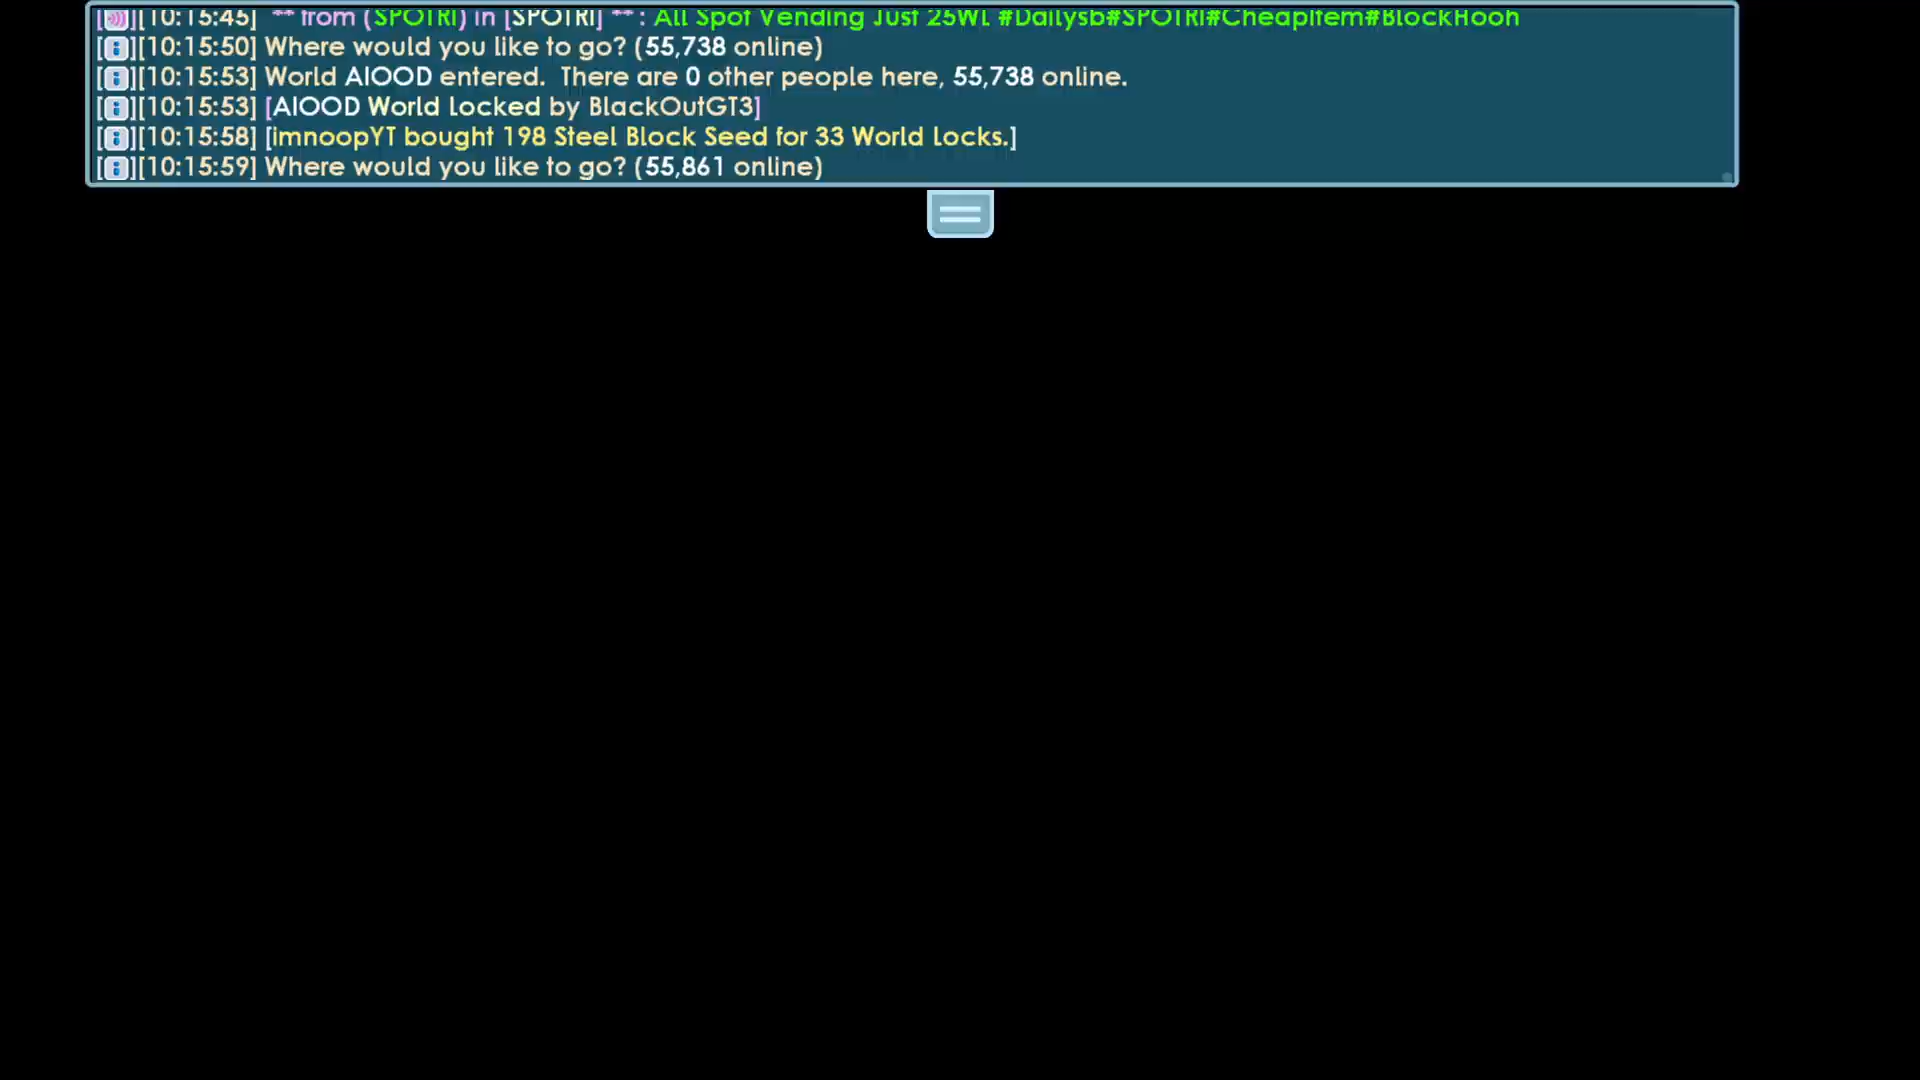 [10:15:45] ** from (SPOTRI) in [SPOTRI] ** : All Spot Vending Just 25WL #Dailysb#SPOTRI#CheapItem#BlockHooh
[10:15:50] Where would you like to go? (55,738 online)
[10:15:53] World AIOOD entered. There are 0 other people here, 55,738 online.
[10:15:53] [AIOOD World Locked by BlackOutGT3]
[10:15:58] [imnoopYT bought 198 Steel Block Seed for 33 World Locks.]
[10:15:59] Where would you like to go? (55,861 online)